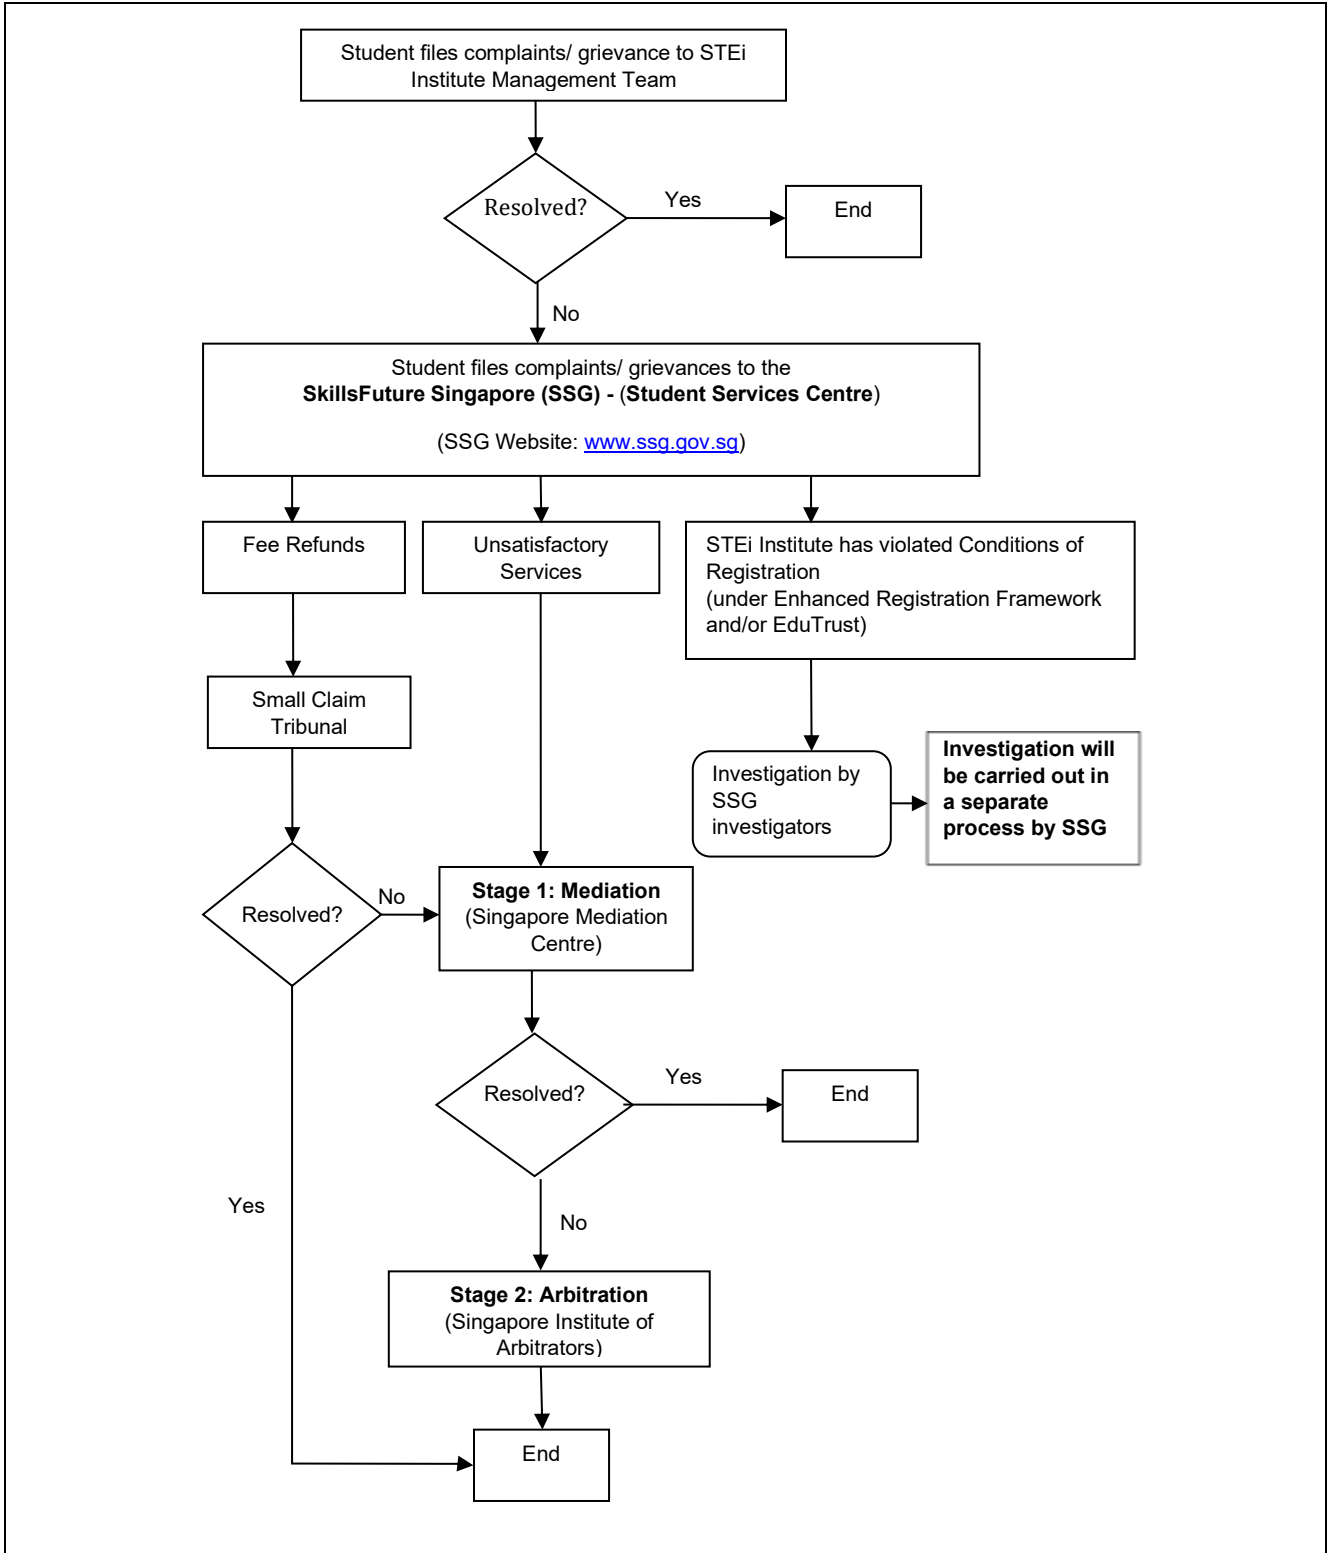 Student files complaints/ grievance to STEi
Institute Management Team
Resolved?
Yes
End
No
Student files complaints/ grievances to the
SkillsFuture Singapore (SSG) - (Student Services Centre)
(SSG Website: www.ssg.gov.sg)
Fee Refunds
Unsatisfactory
Services
STEi Institute has violated Conditions of
Registration
(under Enhanced Registration Framework
and/or EduTrust)
Small Claim
Tribunal
Investigation by
SSG
investigators
Investigation will
be carried out in
a separate
process by SSG
Resolved?
No
Stage 1: Mediation
(Singapore Mediation
Centre)
Resolved?
Yes
End
Yes
No
Stage 2: Arbitration
(Singapore Institute of
Arbitrators)
End